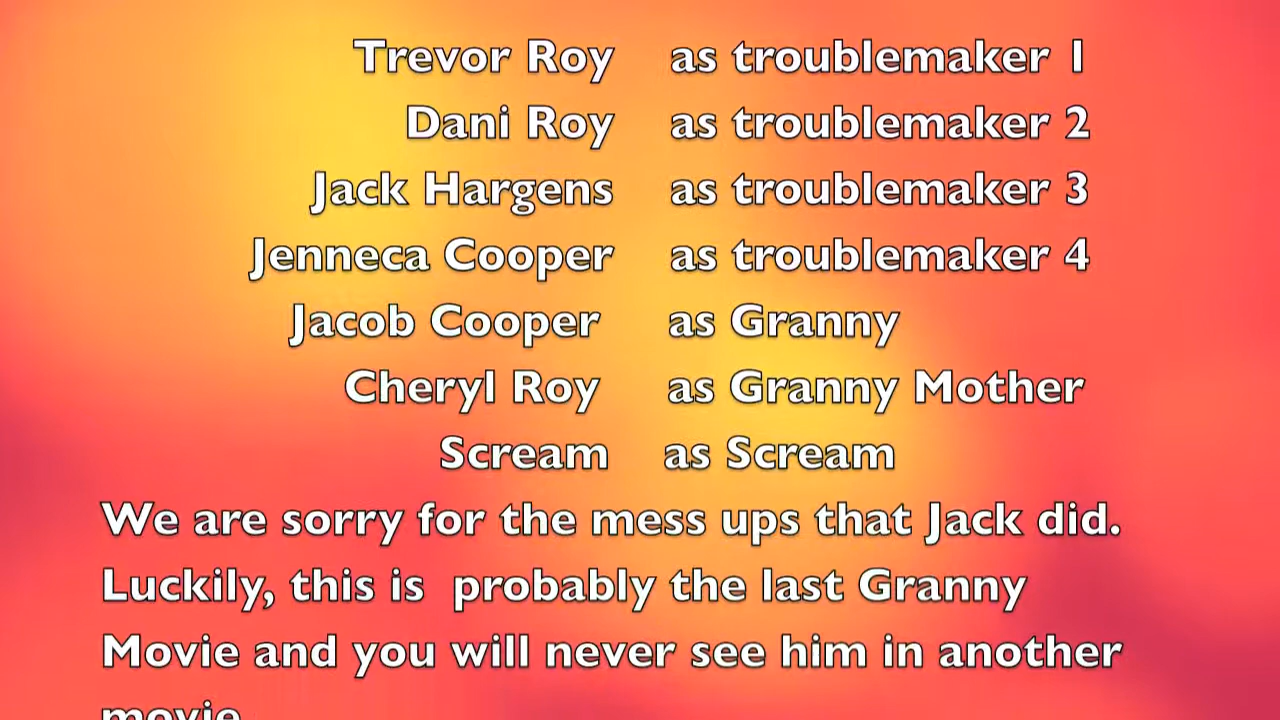 Trevor Roy as troublemaker 1
Dani Roy as troublemaker 2
Jack Hargens as troublemaker 3
Jenneca Cooper as troublemaker 4
Jacob Cooper as Granny
Cheryl Roy as Granny Mother
Scream as Scream
We are sorry for the mess ups that Jack did.
Luckily, this is  probably the last Granny
Movie and you will never see him in another
movie